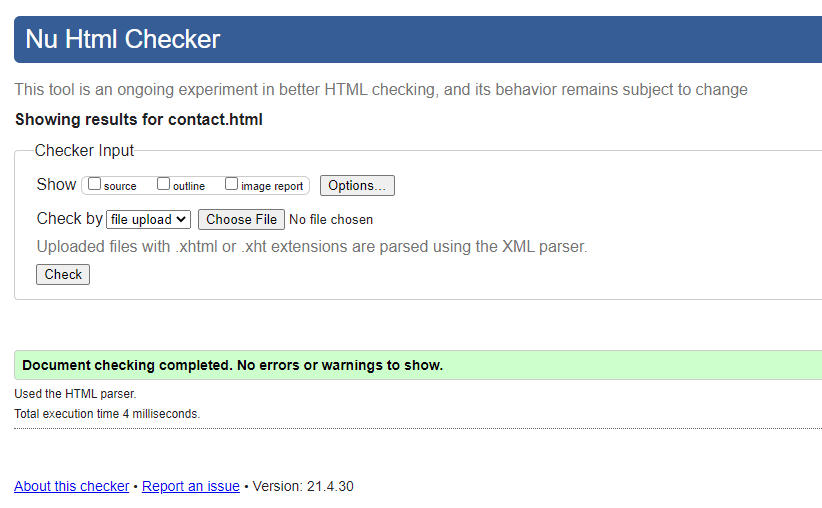 Nu Html Checker
This tool is an ongoing experiment in better HTML checking, and its behavior remains subject to change
Showing results for contact.html
Checker Input
Show source outline image report Options...
Check by file upload Choose File No file chosen
Uploaded files with .xhtml or .xht extensions are parsed using the XML parser.
Check
Document checking completed. No errors or warnings to show.
Used the HTML parser.
Total execution time 4 milliseconds.
About this checker • Report an issue • Version: 21.4.30